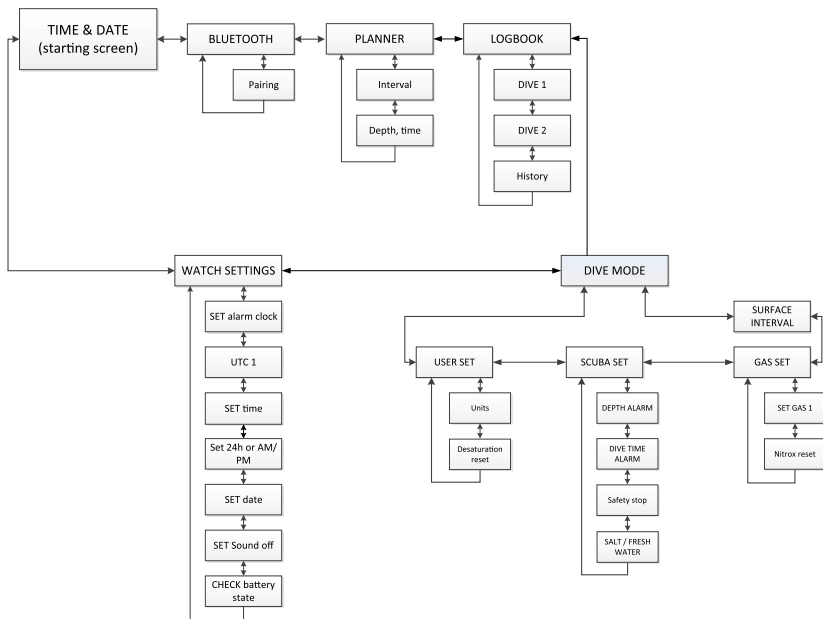 TIME & DATE
(starting screen)
BLUETOOTH
PLANNER
LOGBOOK
Pairing
Interval
DIVE 1
Depth, time
DIVE 2
History
WATCH SETTINGS
DIVE MODE
SET alarm clock
UTC 1
SET time
Set 24h or AM/
PM
SET date
SET Sound off
CHECK battery
state
SURFACE
INTERVAL
USER SET
SCUBA SET
GAS SET
Units
Desaturation
reset
DEPTH ALARM
DIVE TIME
ALARM
Safety stop
SALT / FRESH
WATER
SET GAS 1
Nitrox reset